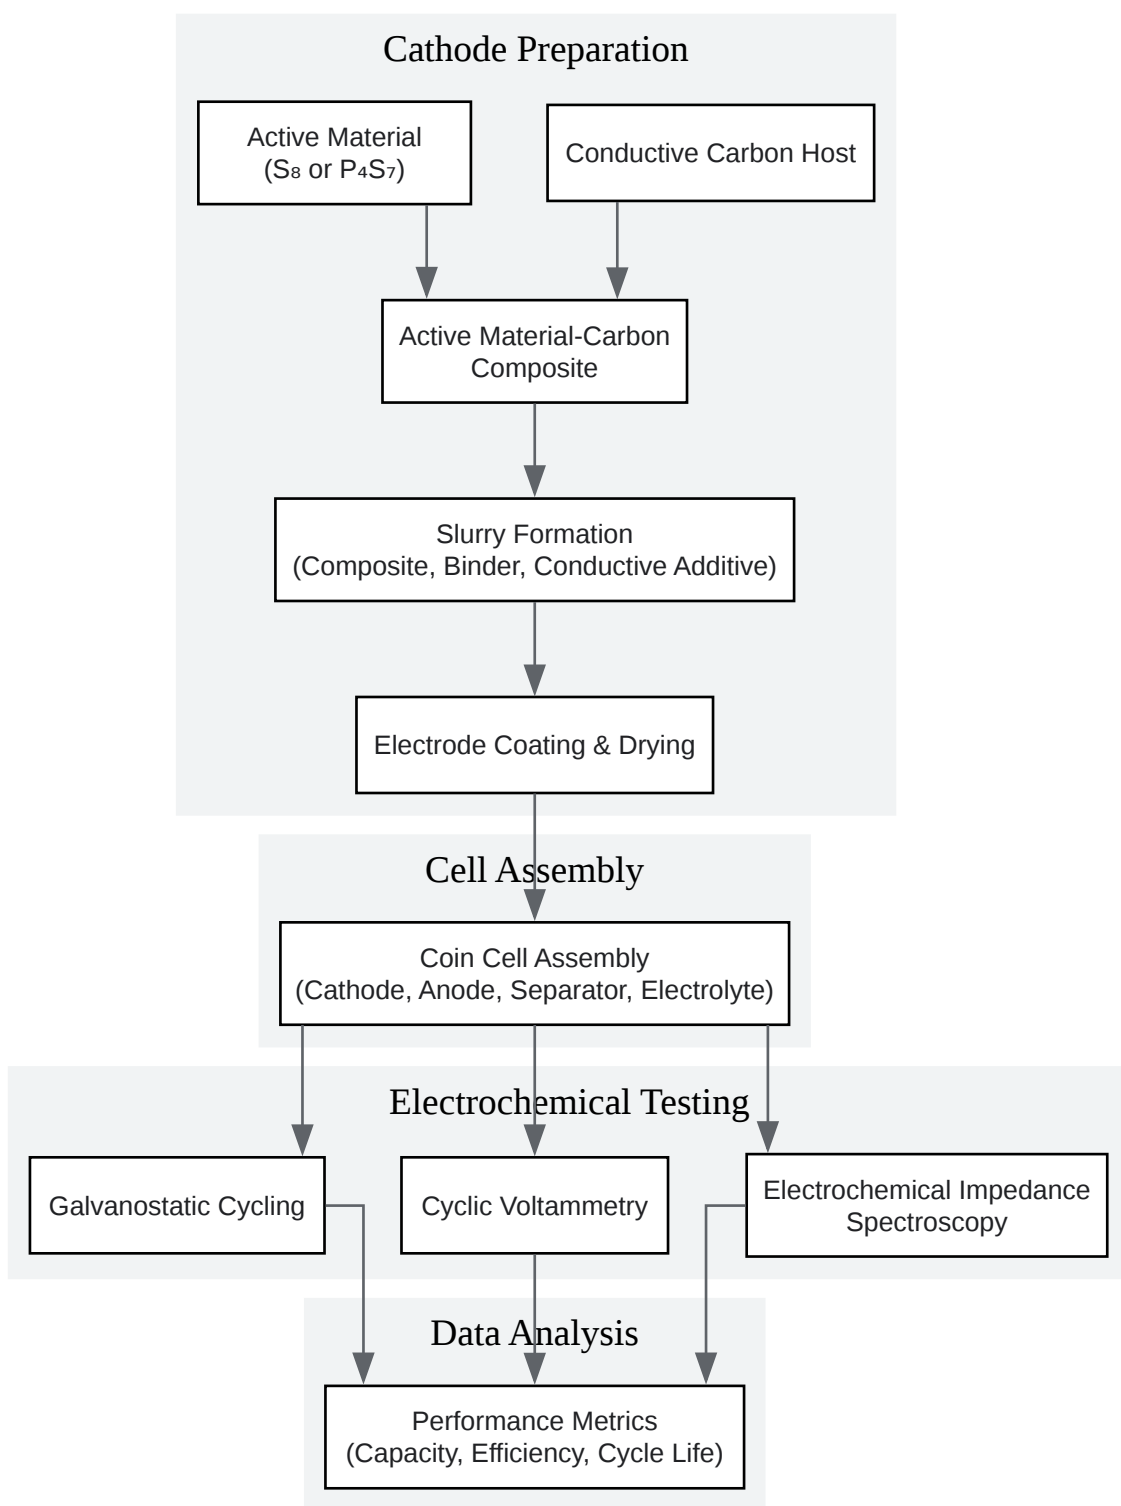 Cathode Preparation
Active Material
(S₈ or P₄S₇)
Conductive Carbon Host
Active Material-Carbon
Composite
Slurry Formation
(Composite, Binder, Conductive Additive)
Electrode Coating & Drying
Cell Assembly
Coin Cell Assembly
(Cathode, Anode, Separator, Electrolyte)
Electrochemical Testing
Galvanostatic Cycling
Cyclic Voltammetry
Electrochemical Impedance
Spectroscopy
Data Analysis
Performance Metrics
(Capacity, Efficiency, Cycle Life)